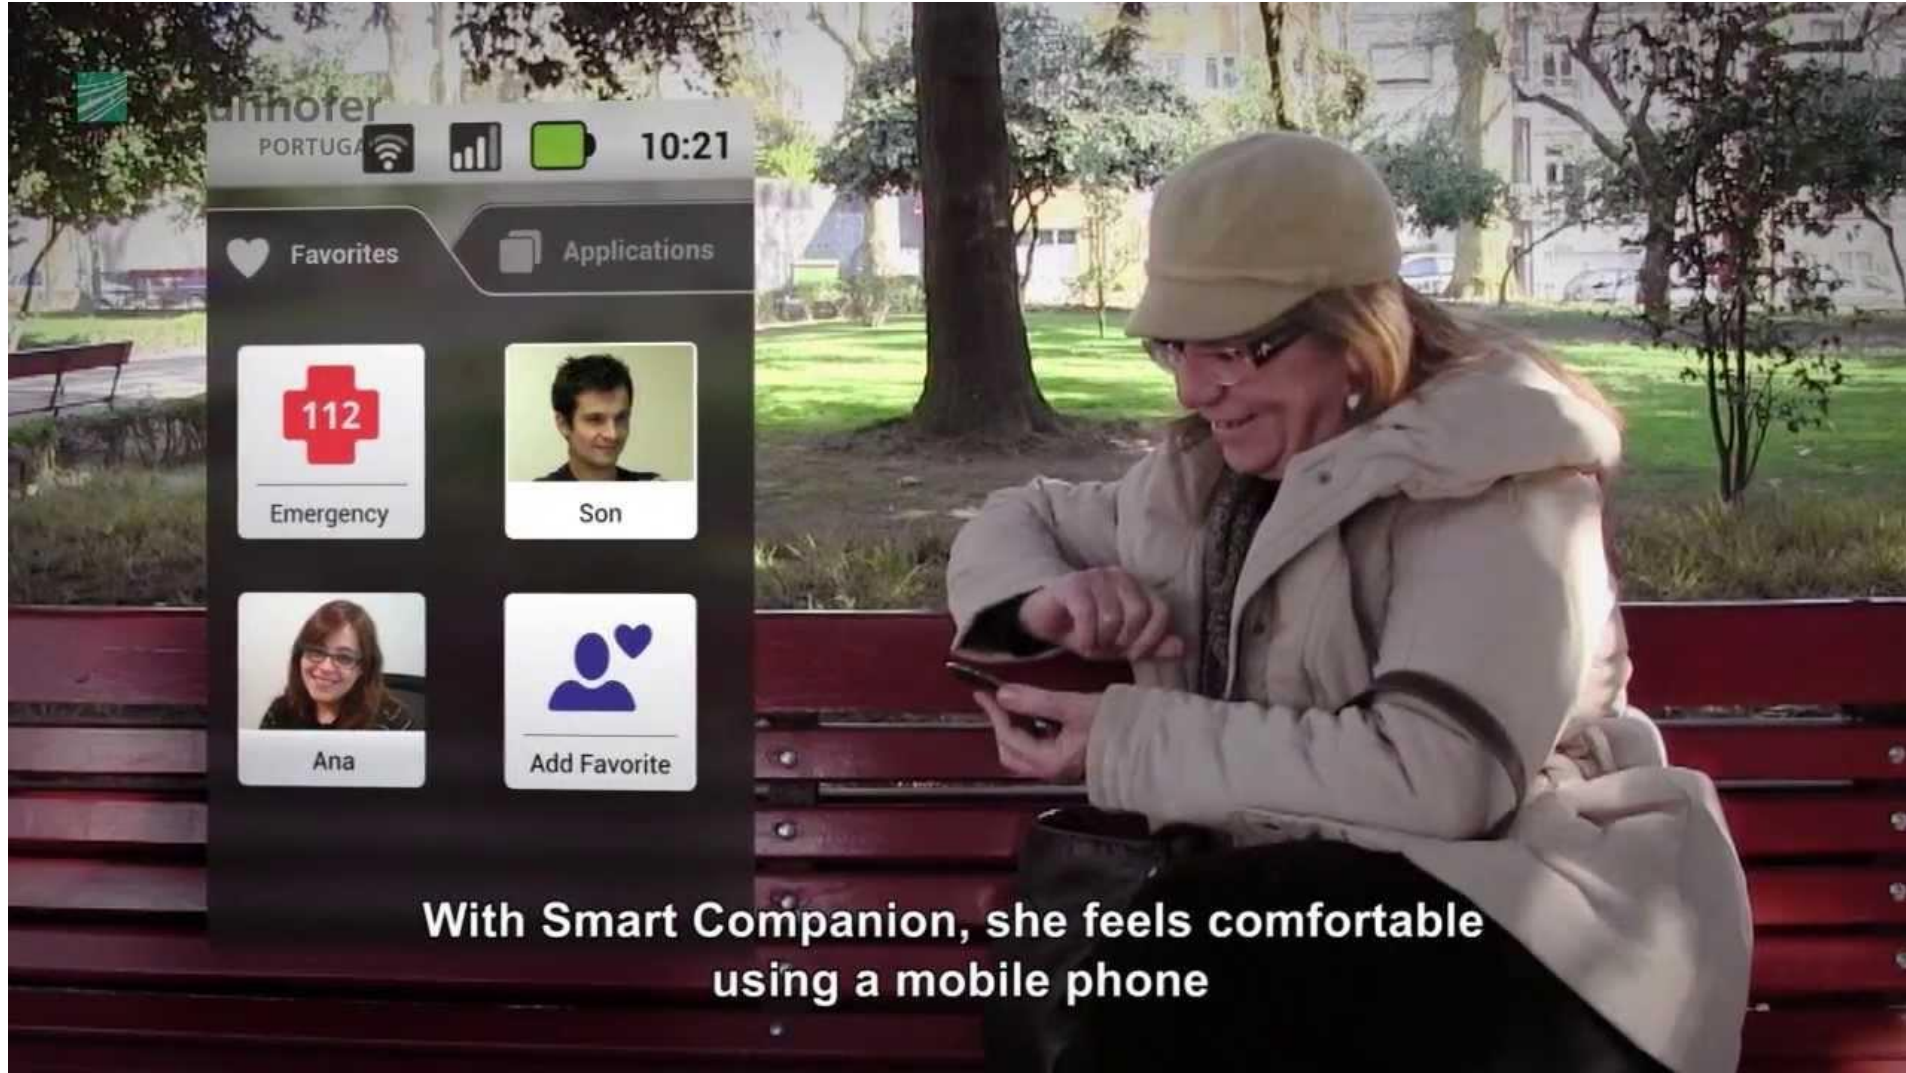 unhofer
PORTUGA
10:21
Favorites
Applications
112
Emergency
Son
Ana
Add Favorite
With Smart Companion, she feels comfortable
using a mobile phone